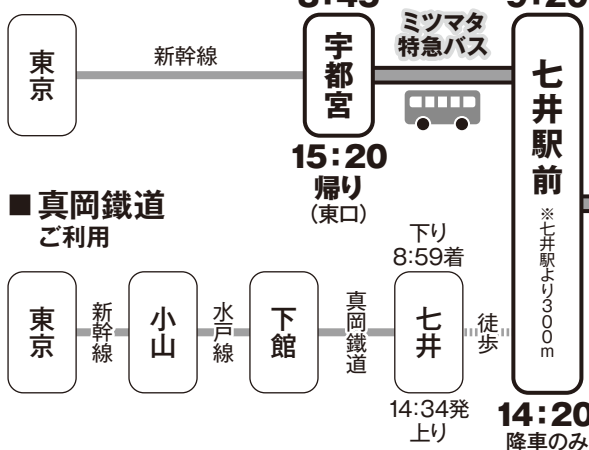 東京
新幹線
宇都宮
ミツマタ
特急バス
七井駅前
※七井駅より300m
15:20
帰り
(東口)
■真岡鐵道
ご利用
下り
8:59着
東京
新幹線
小山
水戸線
下館
真岡鐵道
七井
徒歩
14:34発
上り
14:20
降車のみ